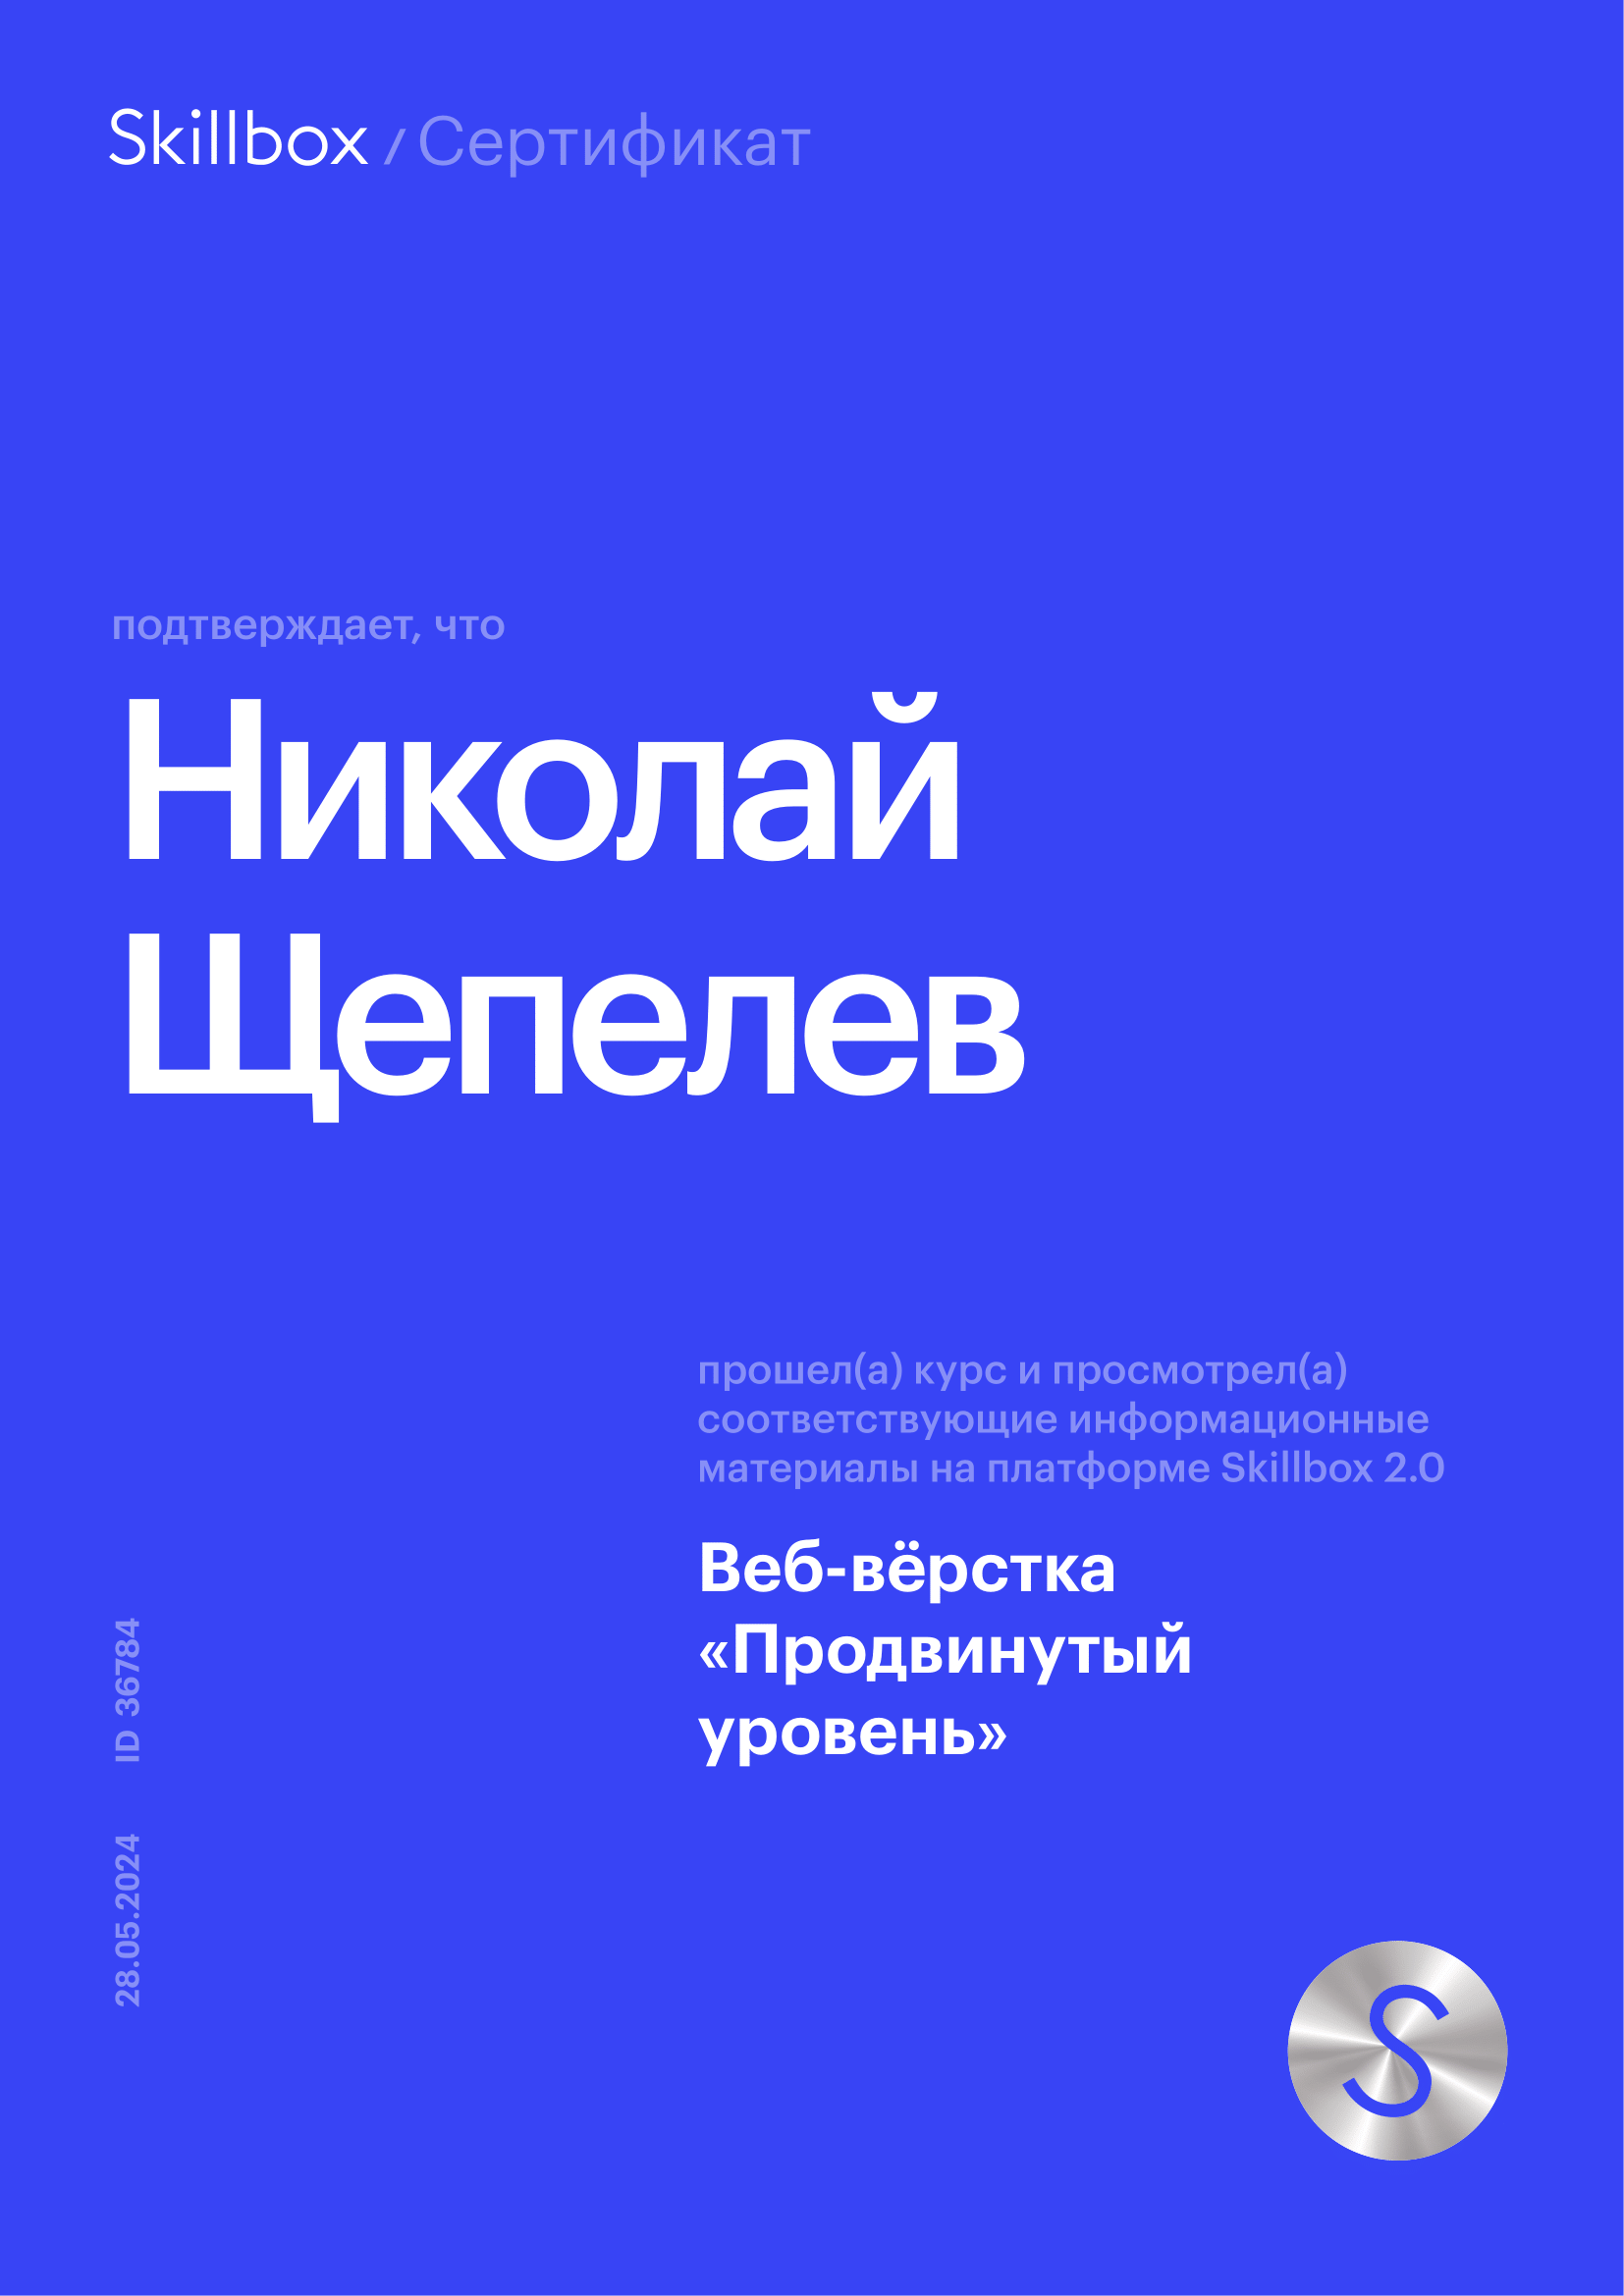 Skillbox / Сертификат
подтверждает, что
Николай
Щепелев
прошел(а) курс и просмотрел(а)
соответствующие информационные
материалы на платформе Skillbox 2.0
Веб-вёрстка
«Продвинутый
уровень»
28.05.2024 ID 36784
S